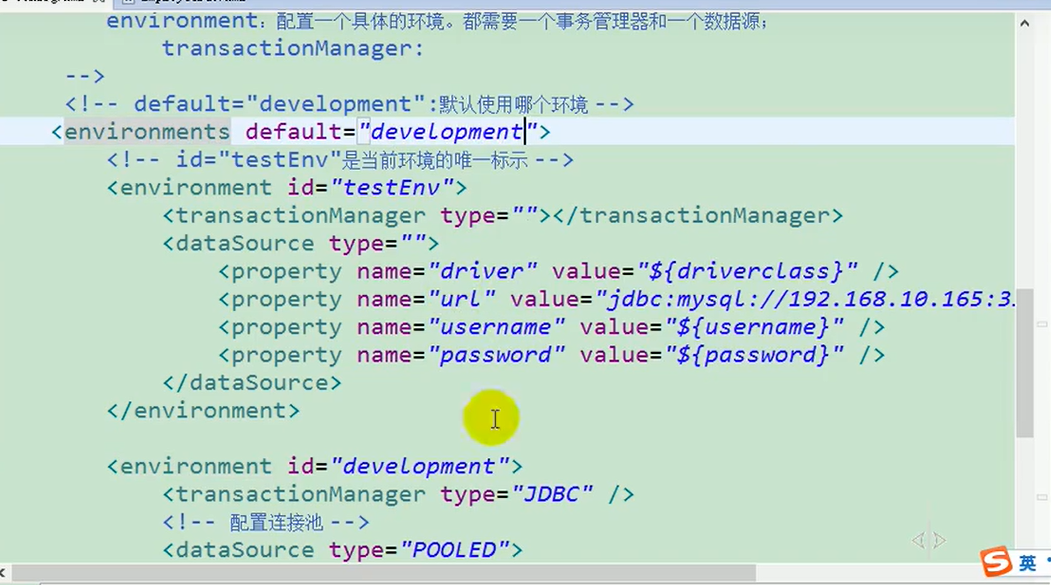 environment：配置一个具体的环境。都需要一个事务管理器和一个数据源；
transactionManager:
-->
<!-- default="development":默认使用哪个环境 -->
<environments default="development">
<!-- id="testEnv"是当前环境的唯一标示 -->
<environment id="testEnv">
<transactionManager type=""></transactionManager>
<dataSource type="">
<property name="driver" value="${driverclass}" />
<property name="url" value="jdbc:mysql://192.168.10.165:3
<property name="username" value="${username}" />
<property name="password" value="${password}" />
</dataSource>
</environment>
<environment id="development">
<transactionManager type="JDBC" />
<!-- 配置连接池 -->
<dataSource type="POOLED">
英